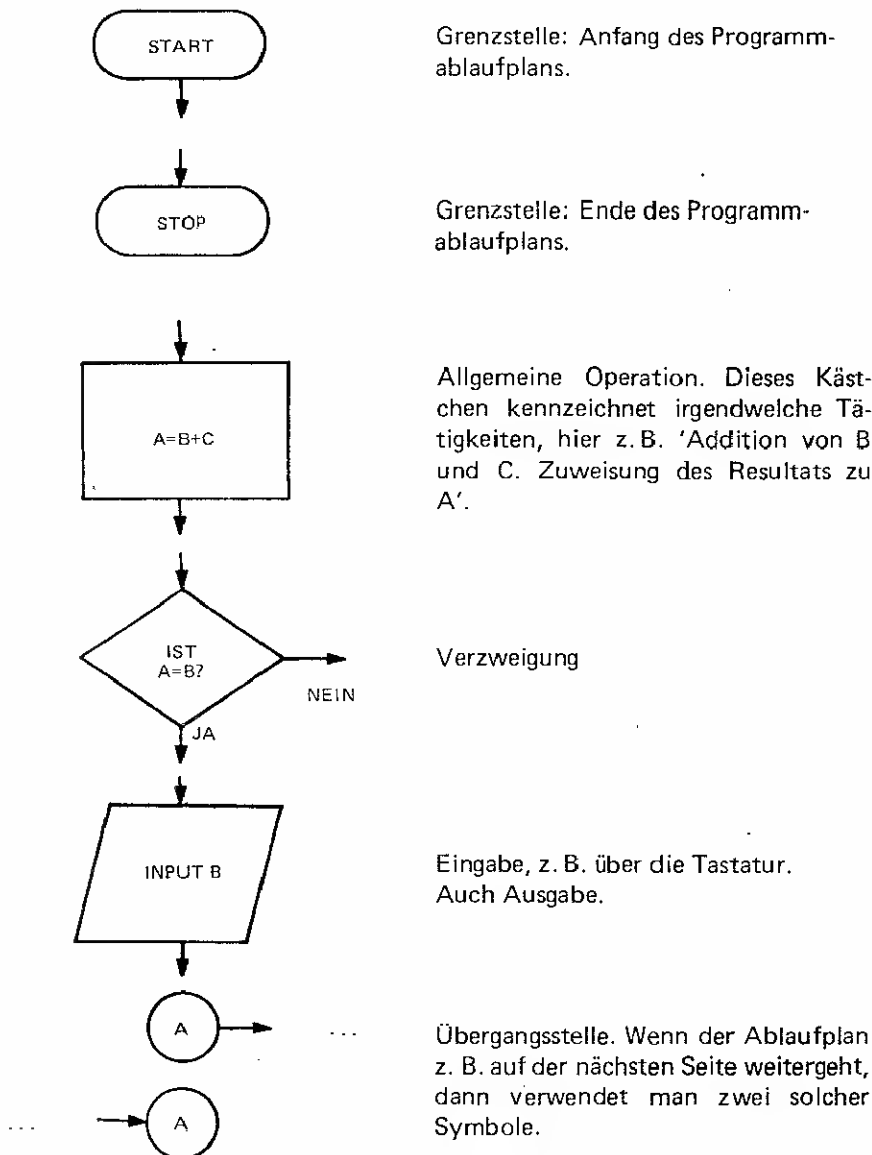 START
Grenzstelle: Anfang des Programm-
ablaufplans.
STOP
Grenzstelle: Ende des Programm-
ablaufplans.
A=B+C
Allgemeine Operation. Dieses Käst-
chen kennzeichnet irgendwelche Tä-
tigkeiten, hier z. B. 'Addition von B
und C. Zuweisung des Resultats zu
A'.
IST
A=B?
NEIN
JA
Verzweigung
INPUT B
Eingabe, z. B. über die Tastatur.
Auch Ausgabe.
A
...
Übergangsstelle. Wenn der Ablaufplan
z. B. auf der nächsten Seite weitergeht,
dann verwendet man zwei solcher
Symbole.
...
A